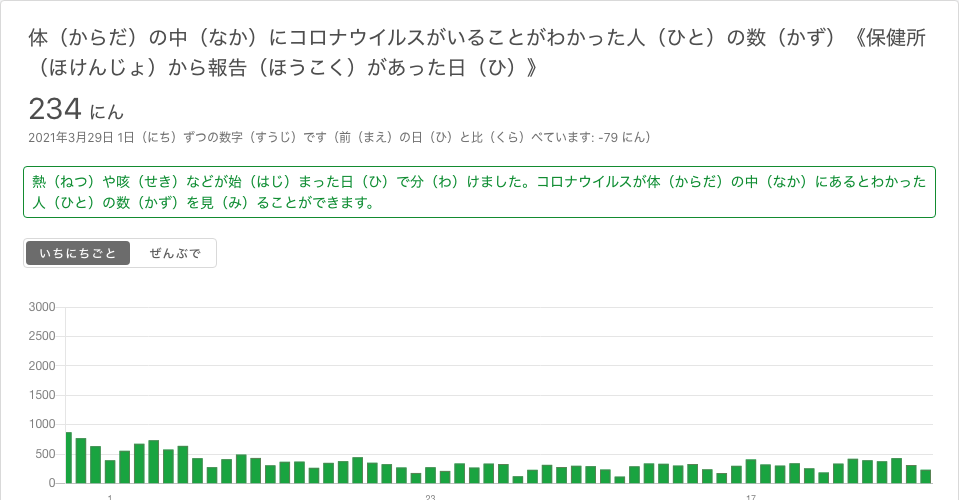 体（からだ）の中（なか）にコロナウイルスがいることがわかった人（ひと）の数（かず）《保健所
（ほけんじょ）から報告（ほうこく）があった日（ひ）》
234 にん
2021年3月29日 1日（にち）ずつの数字（すうじ）です（前（まえ）の日（ひ）と比（くら）べています: -79 にん）
熱（ねつ）や咳（せき）などが始（はじ）まった日（ひ）で分（わ）けました。コロナウイルスが体（からだ）の中（なか）にあるとわかった
人（ひと）の数（かず）を見（み）ることができます。
いちにちごと ぜんぶで
3000
2500
2000
1500
1000
500
0
1 23 17